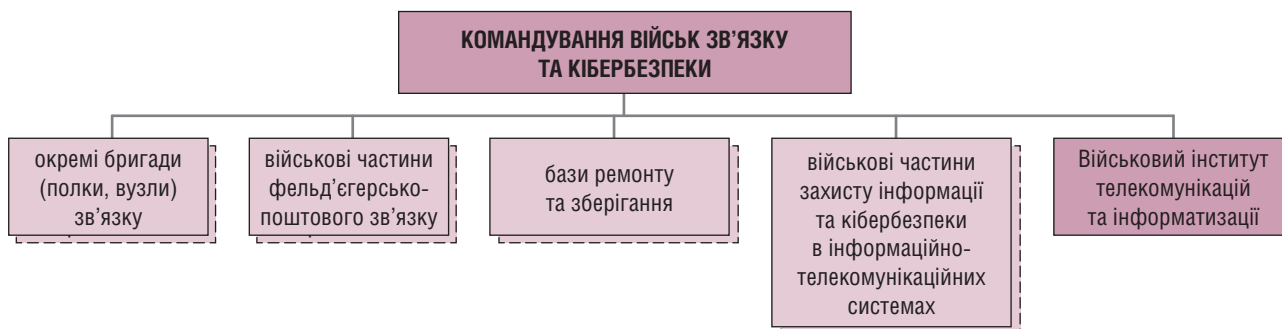 КОМАНДУВАННЯ ВІЙСЬК ЗВ’ЯЗКУ
ТА КІБЕРБЕЗПЕКИ
окремі бригади
(полки, вузли)
зв’язку
військові частини
фельд’єгерсько-
поштового зв’язку
бази ремонту
та зберігання
військові частини
захисту інформації
та кібербезпеки
в інформаційно-
телекомунікаційних
системах
Військовий інститут
телекомунікацій
та інформатизації